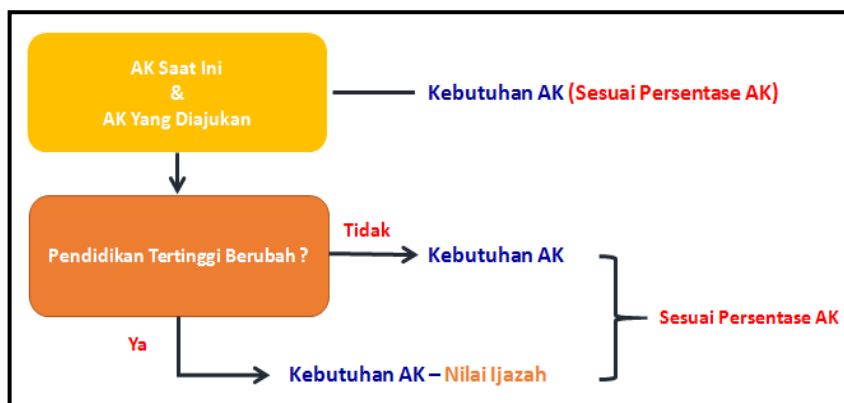 AK Saat Ini
&
AK Yang Diajukan
Kebutuhan AK (Sesuai Persentase AK)
Pendidikan Tertinggi Berubah ?
Tidak
Kebutuhan AK
Sesuai Persentase AK
Ya
Kebutuhan AK – Nilai Ijazah